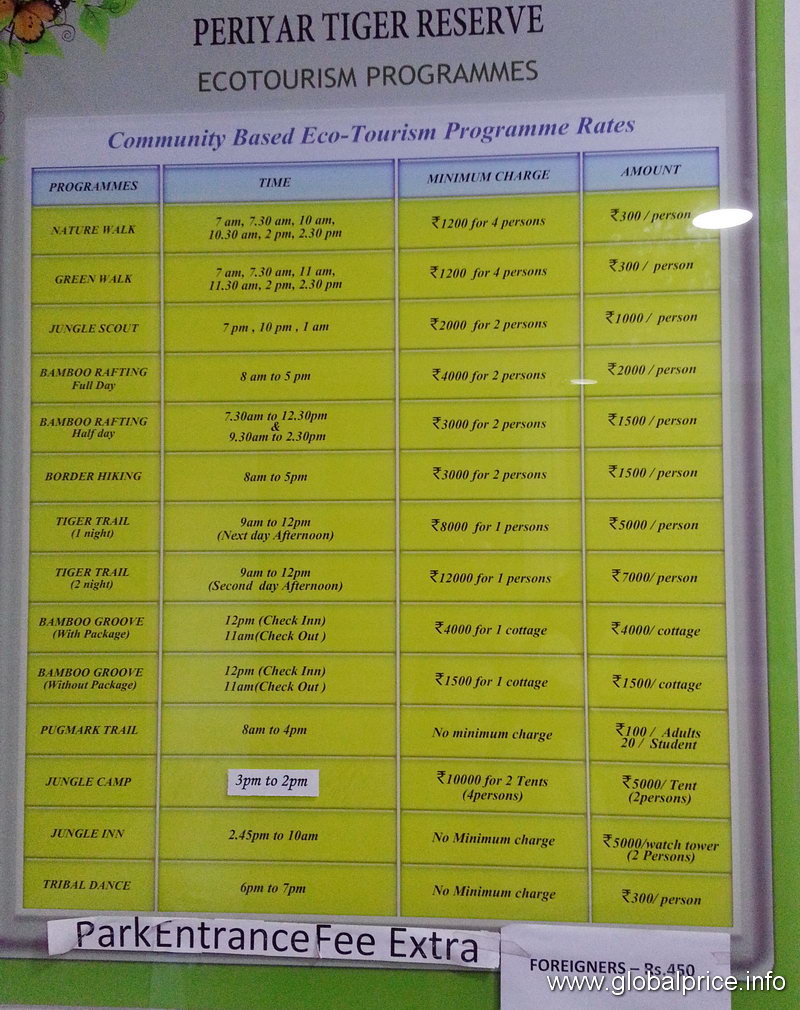 PERIYAR TIGER RESERVE
ECOTOURISM PROGRAMMES
Community Based Eco-Tourism Programme Rates
PROGRAMMES TIME MINIMUM CHARGE AMOUNT
NATURE WALK 7 am, 7.30 am, 10 am, ₹1200 for 4 persons ₹300 / person
10.30 am, 2 pm, 2.30 pm
GREEN WALK 7 am, 7.30 am, 11 am, ₹1200 for 4 persons ₹300 / person
11.30 am, 2 pm, 2.30 pm
JUNGLE SCOUT 7 pm , 10 pm , 1 am ₹2000 for 2 persons ₹1000 / person
BAMBOO RAFTING 8 am to 5 pm ₹4000 for 2 persons ₹2000 / person
Full Day
BAMBOO RAFTING 7.30am to 12.30pm ₹3000 for 2 persons ₹1500 / person
Half day &
9.30am to 2.30pm
BORDER HIKING 8am to 5pm ₹3000 for 2 persons ₹1500 / person
TIGER TRAIL 9am to 12pm ₹8000 for 1 persons ₹5000 / person
(1 night) (Next day Afternoon)
TIGER TRAIL 9am to 12pm ₹12000 for 1 persons ₹7000/ person
(2 night) (Second day Afternoon)
BAMBOO GROOVE 12pm (Check Inn) ₹4000 for 1 cottage ₹4000/ cottage
(With Package) 11am(Check Out )
BAMBOO GROOVE 12pm (Check Inn) ₹1500 for 1 cottage ₹1500/ cottage
(Without Package) 11am(Check Out )
PUGMARK TRAIL 8am to 4pm No minimum charge ₹100 / Adults
20 / Student
JUNGLE CAMP 3pm to 2pm ₹10000 for 2 Tents ₹5000/ Tent
(4persons) (2persons)
JUNGLE INN 2.45pm to 10am No Minimum charge ₹5000/watch tower
(2 Persons)
TRIBAL DANCE 6pm to 7pm No Minimum charge ₹300/ person
ParkEntranceFee Extra
FOREIGNERS – Rs.450
www.globalprice.info